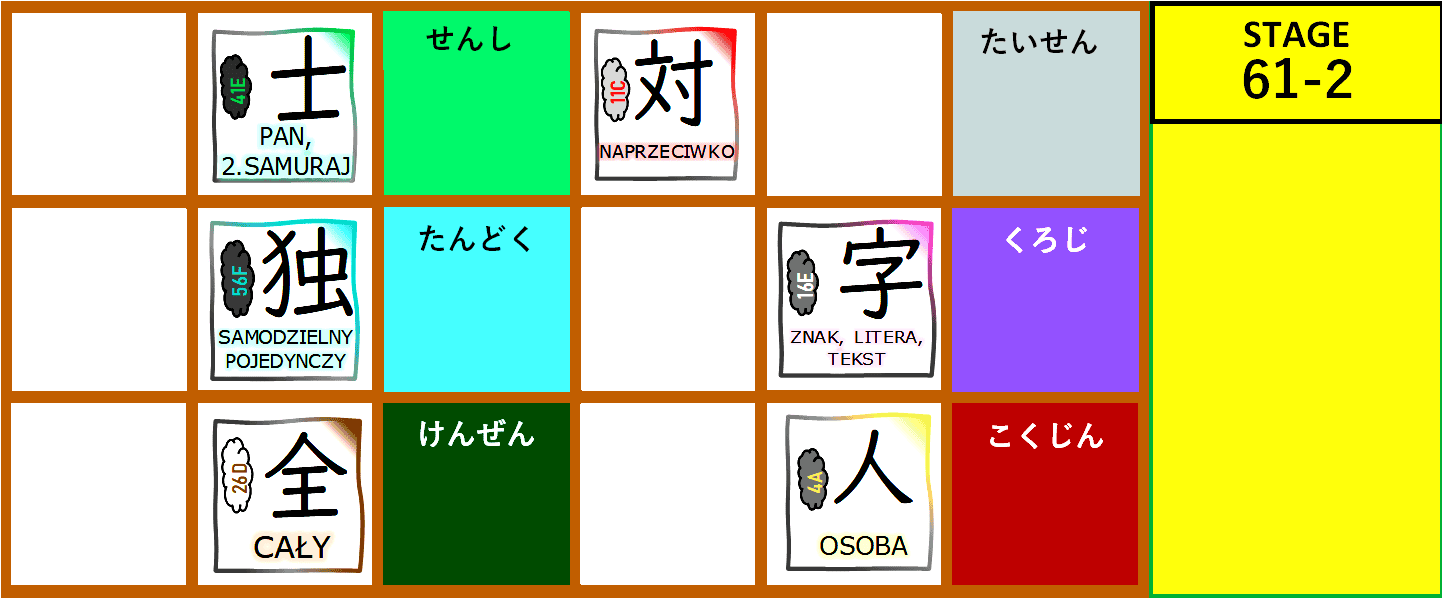 41E
士
PAN,
2.SAMURAJ
せんし
11C
対
NAPRZECIWKO
たいせん
STAGE
61-2
56F
独
SAMODZIELNY
POJEDYNCZY
たんどく
16E
字
ZNAK, LITERA,
TEKST
くろじ
26D
全
CAŁY
けんぜん
4A
人
OSOBA
こくじん